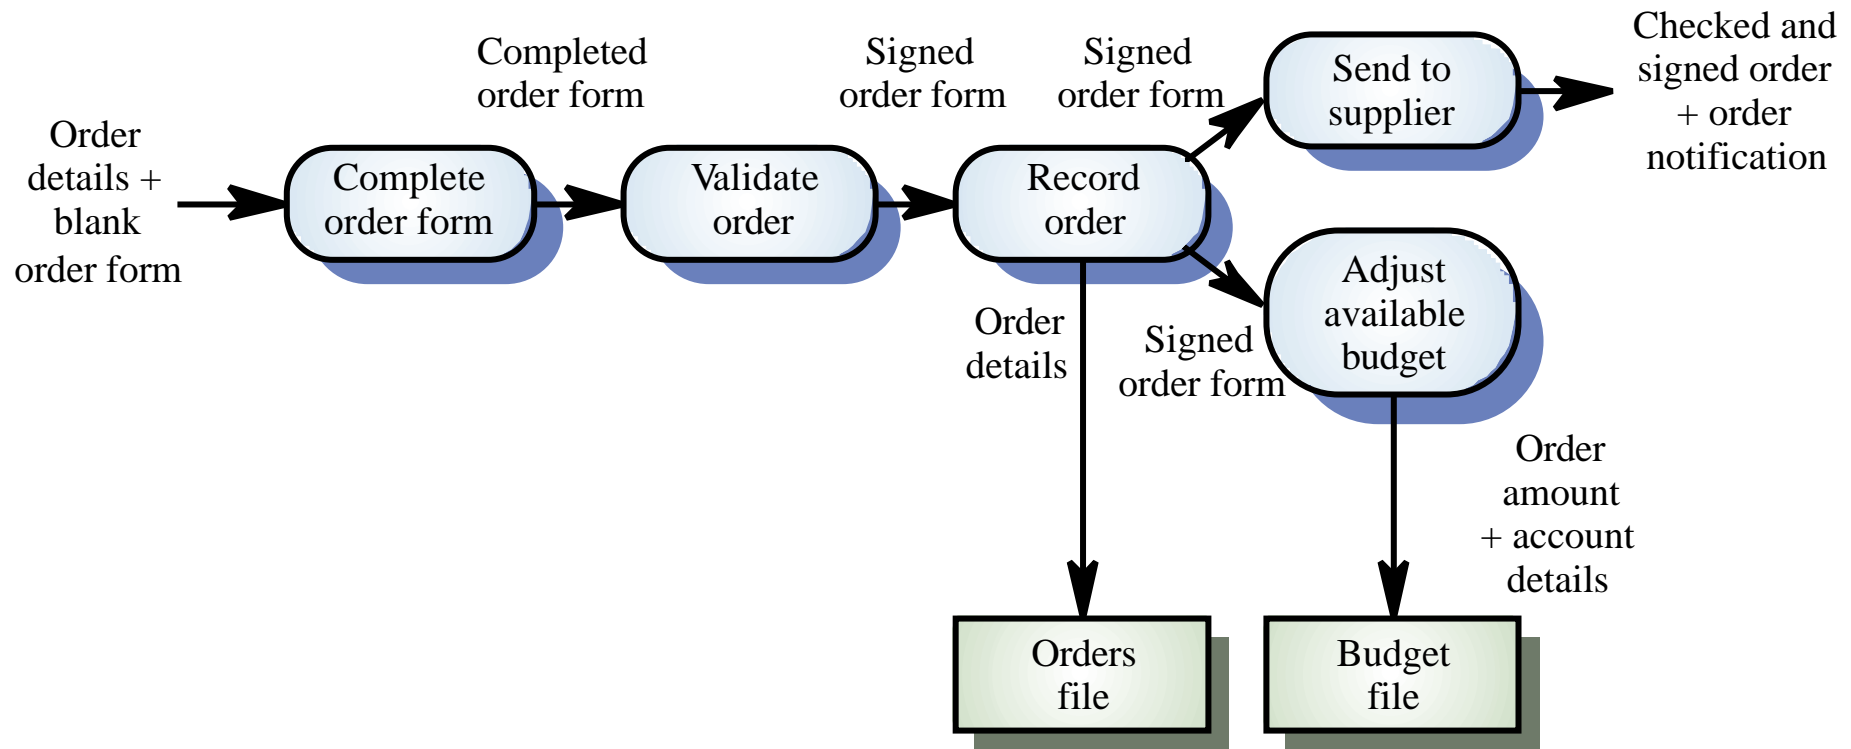 Order
details +
blank
order form
Complete
order form
Completed
order form
Validate
order
Signed
order form
Record
order
Signed
order form
Send to
supplier
Checked and
signed order
+ order
notification
Order
details
Signed
order form
Adjust
available
budget
Order
amount
+ account
details
Orders
file
Budget
file